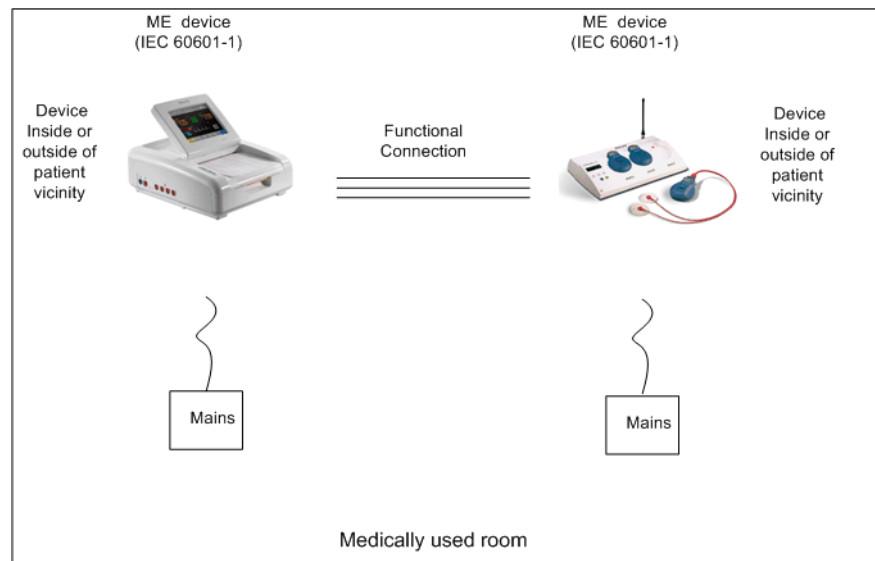 ME device
(IEC 60601-1)
ME device
(IEC 60601-1)
Device
Inside or
outside of
patient
vicinity
Functional
Connection
Device
Inside or
outside of
patient
vicinity
Mains
Mains
Medically used room